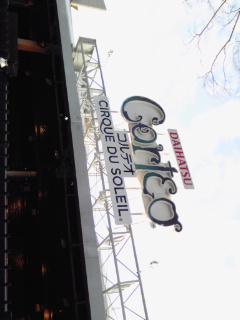 DAIHATSU
Corteo
コルテオ
CIRQUE DU SOLEIL®